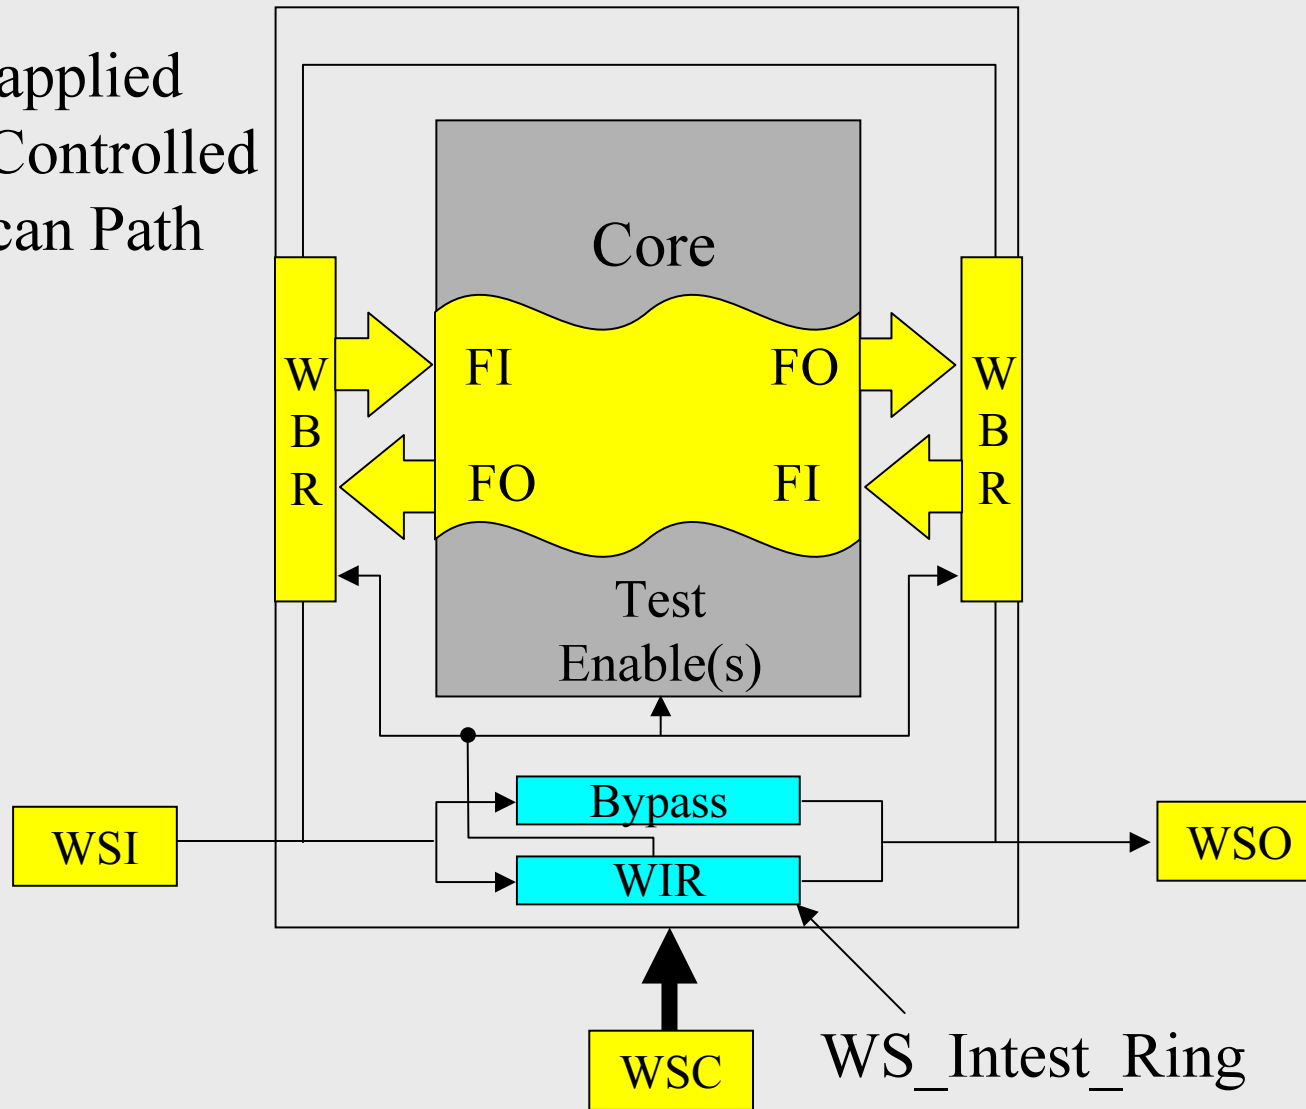 applied
Controlled
can Path
Core
W
B
R
FI
FO
W
B
R
FO
FI
Test
Enable(s)
Bypass
WSI
WSO
WIR
WSC
WS_Intest_Ring